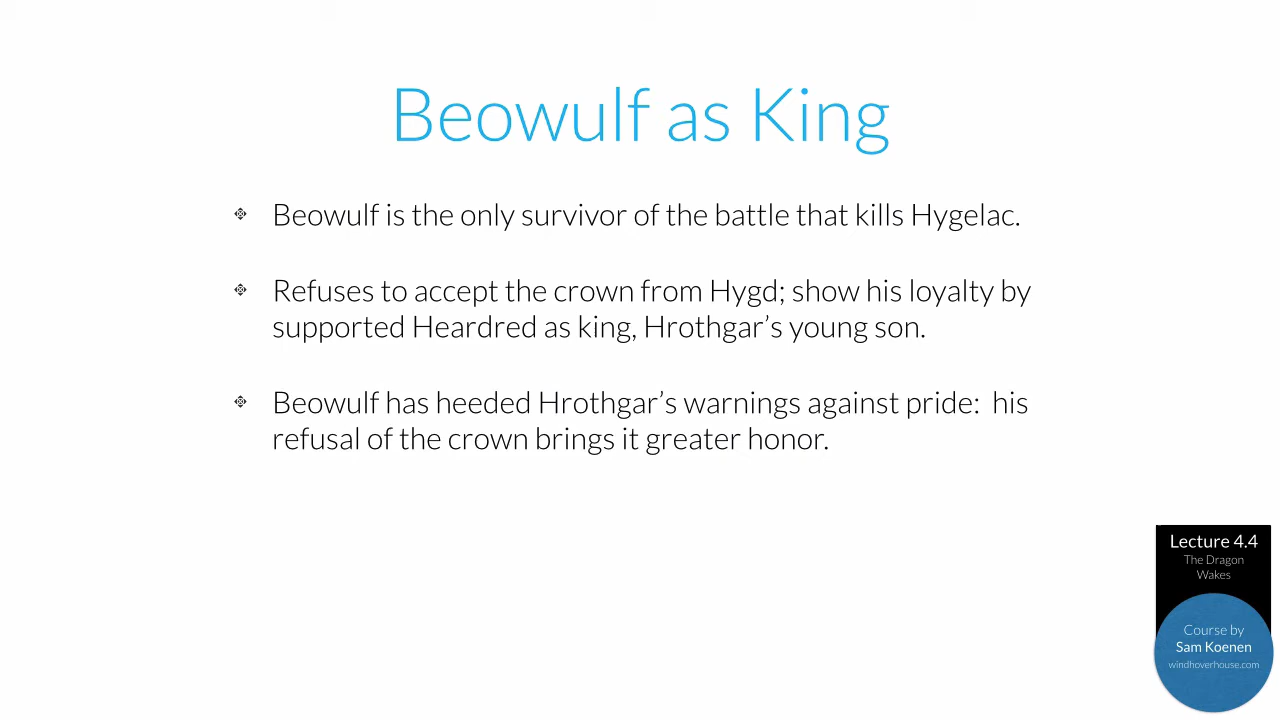 Beowulf as King
Beowulf is the only survivor of the battle that kills Hygelac.
Refuses to accept the crown from Hygd; show his loyalty by
supported Heardred as king, Hrothgar’s young son.
Beowulf has heeded Hrothgar’s warnings against pride:  his
refusal of the crown brings it greater honor.
Lecture 4.4
The Dragon
Wakes
Course by
Sam Koenen
windhoverhouse.com